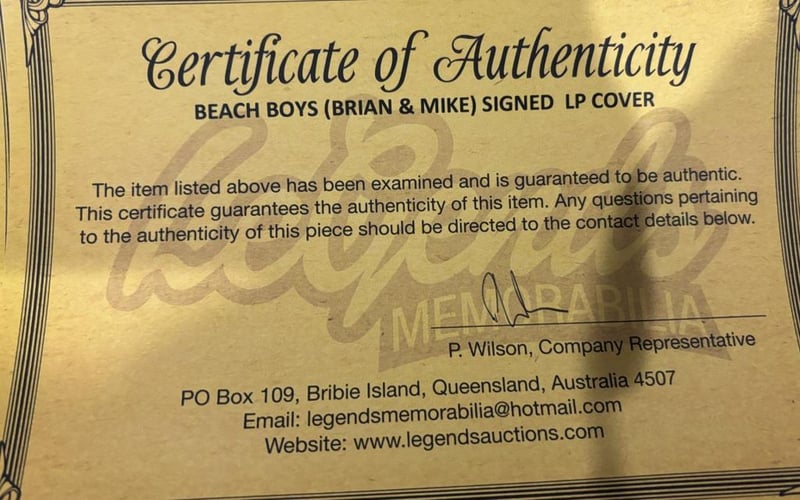 Certificate of Authenticity
BEACH BOYS (BRIAN & MIKE) SIGNED LP COVER
The item listed above has been examined and is guaranteed to be authentic.
This certificate guarantees the authenticity of this item. Any questions pertaining
to the authenticity of this piece should be directed to the contact details below.
Legends
MEMORABILIA
P. Wilson, Company Representative
PO Box 109, Bribie Island, Queensland, Australia 4507
Email: legendsmemorabilia@hotmail.com
Website: www.legendsauctions.com